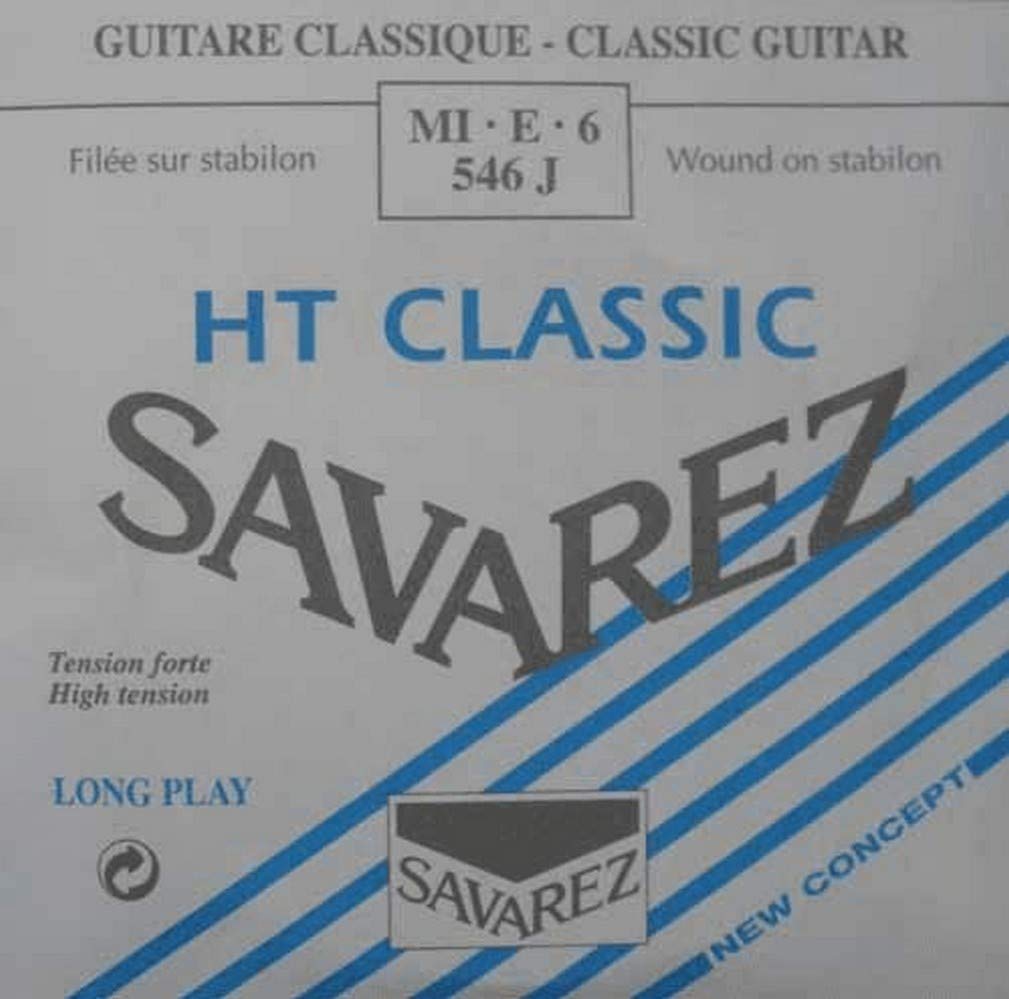 GUITARE CLASSIQUE - CLASSIC GUITAR
MI · E · 6
546 J
Filée sur stabilon
Wound on stabilon
HT CLASSIC
SAVAREZ
Tension forte
High tension
LONG PLAY
SAVAREZ
NEW CONCEPT